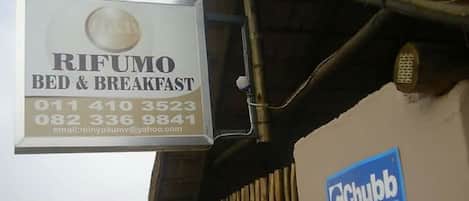 RIFUMO
BED & BREAKFAST
011 410 3523
082 336 9841
Chubb